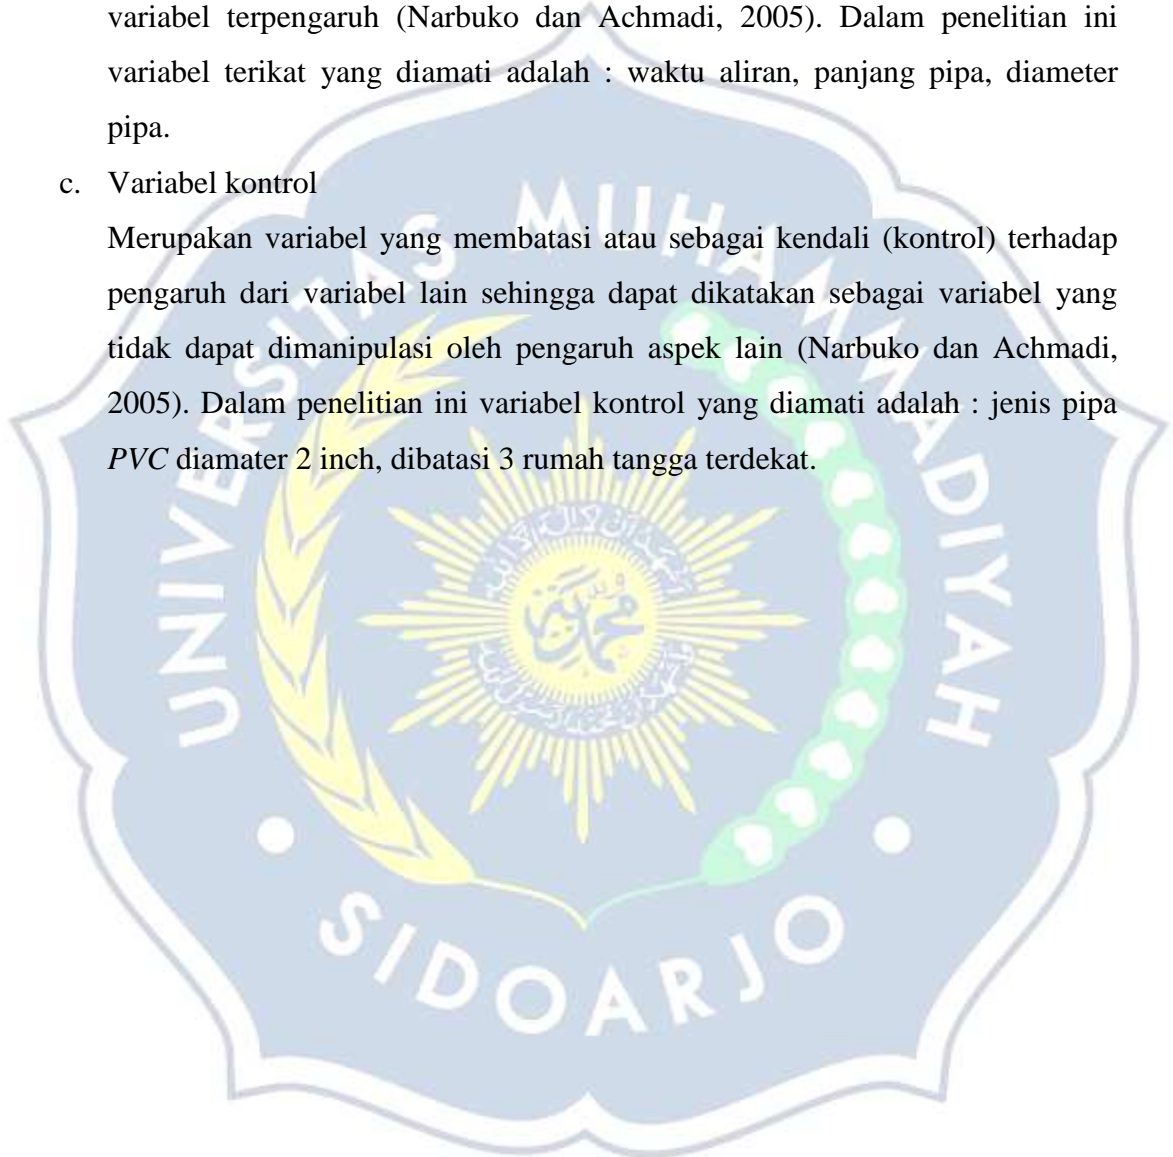 variabel terpengaruh (Narbuko dan Achmadi, 2005). Dalam penelitian ini
variabel terikat yang diamati adalah : waktu aliran, panjang pipa, diameter
pipa.
c. Variabel kontrol
Merupakan variabel yang membatasi atau sebagai kendali (kontrol) terhadap
pengaruh dari variabel lain sehingga dapat dikatakan sebagai variabel yang
tidak dapat dimanipulasi oleh pengaruh aspek lain (Narbuko dan Achmadi,
2005). Dalam penelitian ini variabel kontrol yang diamati adalah : jenis pipa
PVC diamater 2 inch, dibatasi 3 rumah tangga terdekat.
UNIVERSITAS MUHAMMADIYAH
SIDOARJO